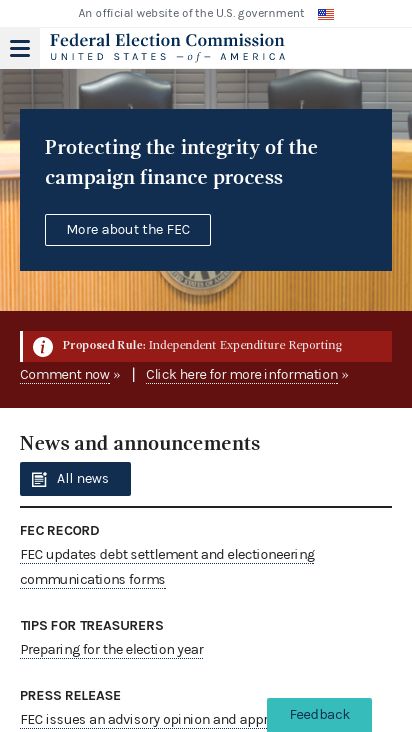 An official website of the U.S. government
Federal Election Commission
UNITED STATES —of— AMERICA
Protecting the integrity of the
campaign finance process
More about the FEC
i Proposed Rule: Independent Expenditure Reporting
Comment now » | Click here for more information »
News and announcements
All news
FEC RECORD
FEC updates debt settlement and electioneering
communications forms
TIPS FOR TREASURERS
Preparing for the election year
PRESS RELEASE
FEC issues an advisory opinion and appr
Feedback